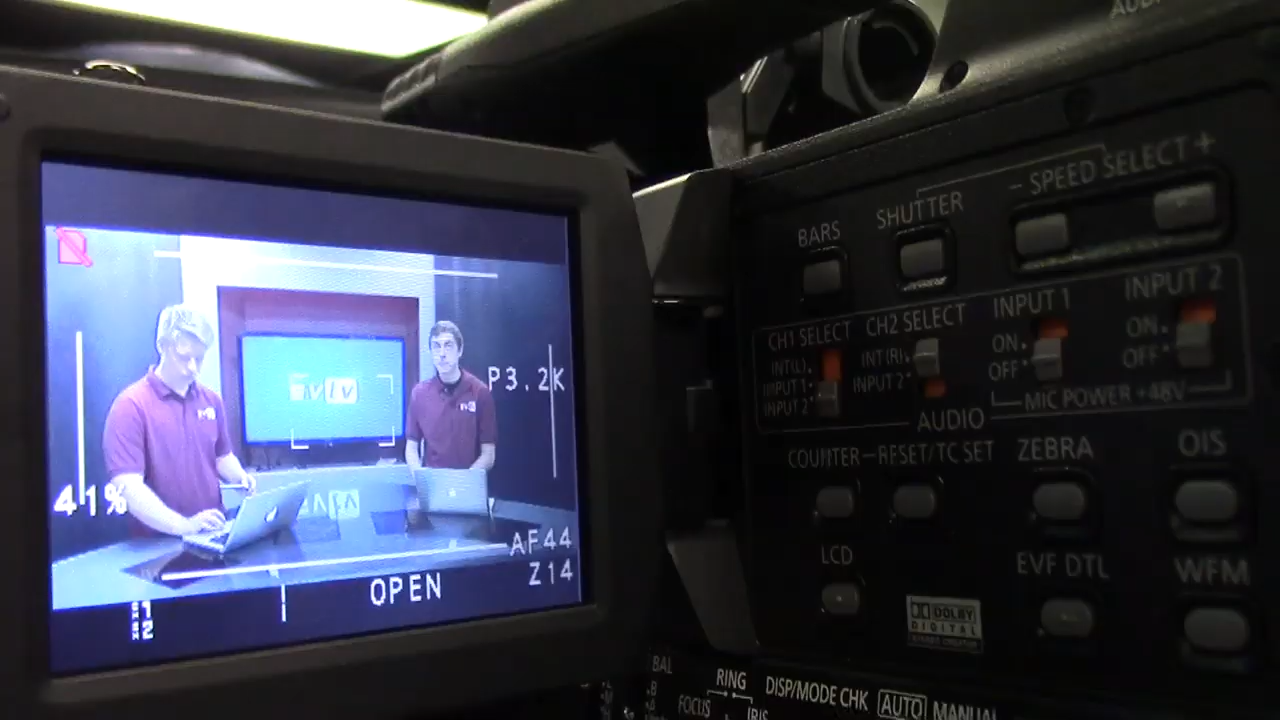 AUDI
- SPEED SELECT +
SHUTTER
BARS
INPUT 2
INPUT 1
CH2 SELECT
CH1 SELECT
ON
OFF
ON
OFF
INT(R)
INPUT 2
INT(L)
INPUT 1
INPUT 2
MIC POWER +48V
AUDIO
P3.2K
41%
AF44
Z14
OPEN
COUNTER-RESET/TC SET
ZEBRA
OIS
LCD
EVF DTL
WFM
DOLBY
DIGITAL
BAL
RING
DISP/MODE CHK
AUTO MANUAL
FOCUS
IRIS